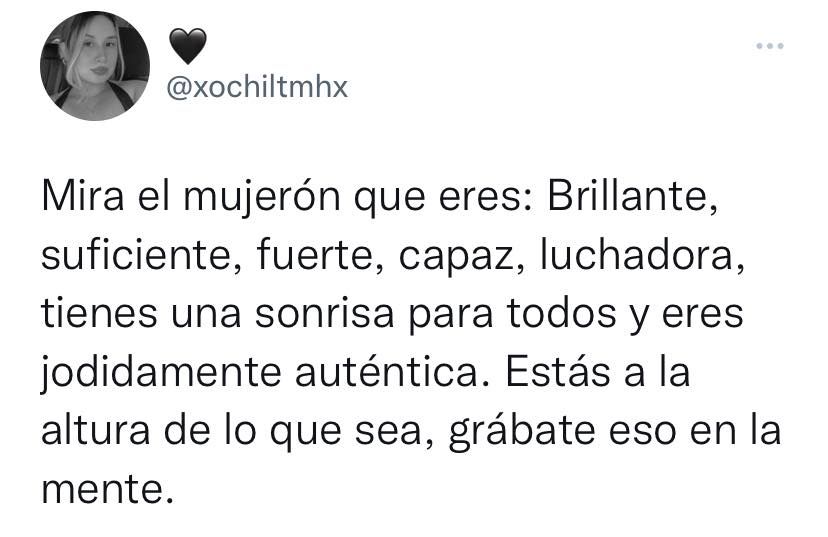 🖤
@xochiltmhx
Mira el mujerón que eres: Brillante,
suficiente, fuerte, capaz, luchadora,
tienes una sonrisa para todos y eres
jodidamente auténtica. Estás a la
altura de lo que sea, grábate eso en la
mente.